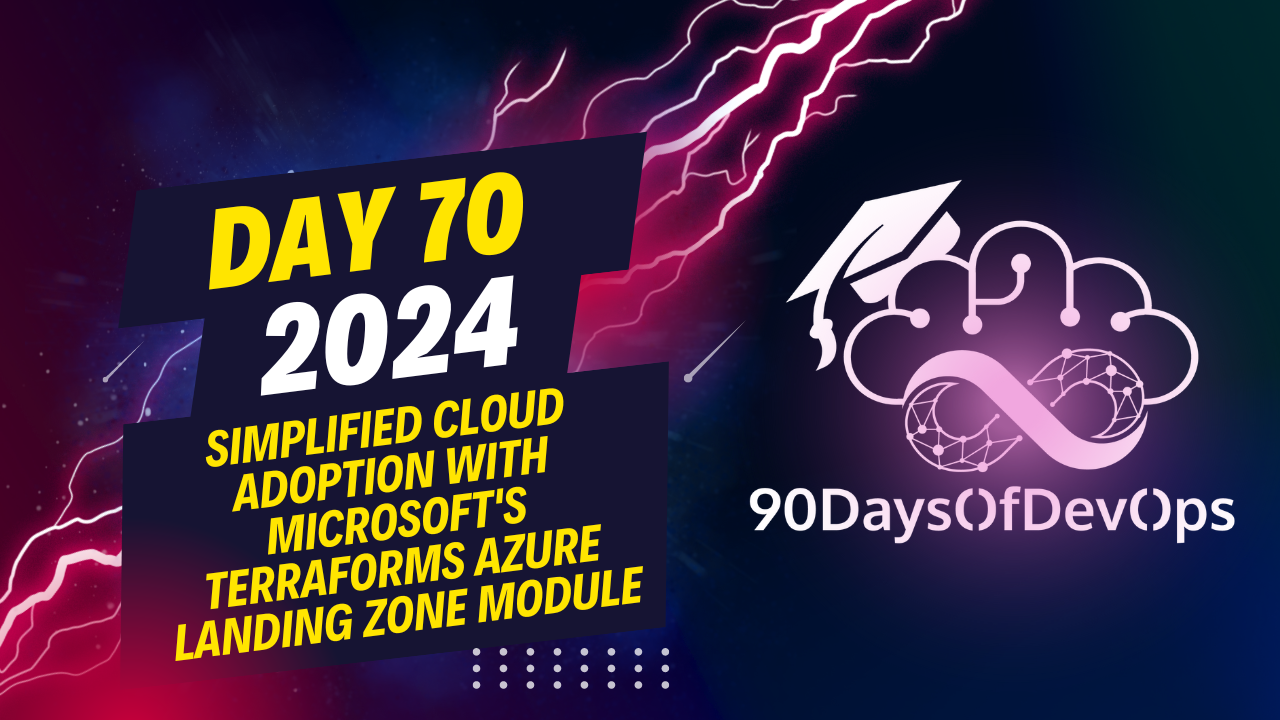 DAY 70
2024
SIMPLIFIED CLOUD
ADOPTION WITH
MICROSOFT'S
TERRAFORMS AZURE
LANDING ZONE MODULE
90DaysOfDevOps